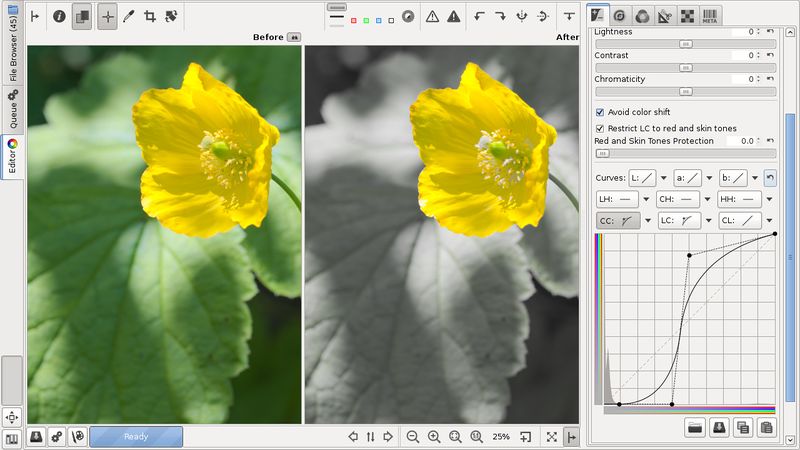 File Browser (45)
Queue
Editor
Before
After
META
Lightness 0
Contrast 0
Chromaticity 0
Avoid color shift
Restrict LC to red and skin tones
Red and Skin Tones Protection 0.0
Curves: L: a: b:
LH: CH: HH:
CC: LC: CL:
Ready
25%